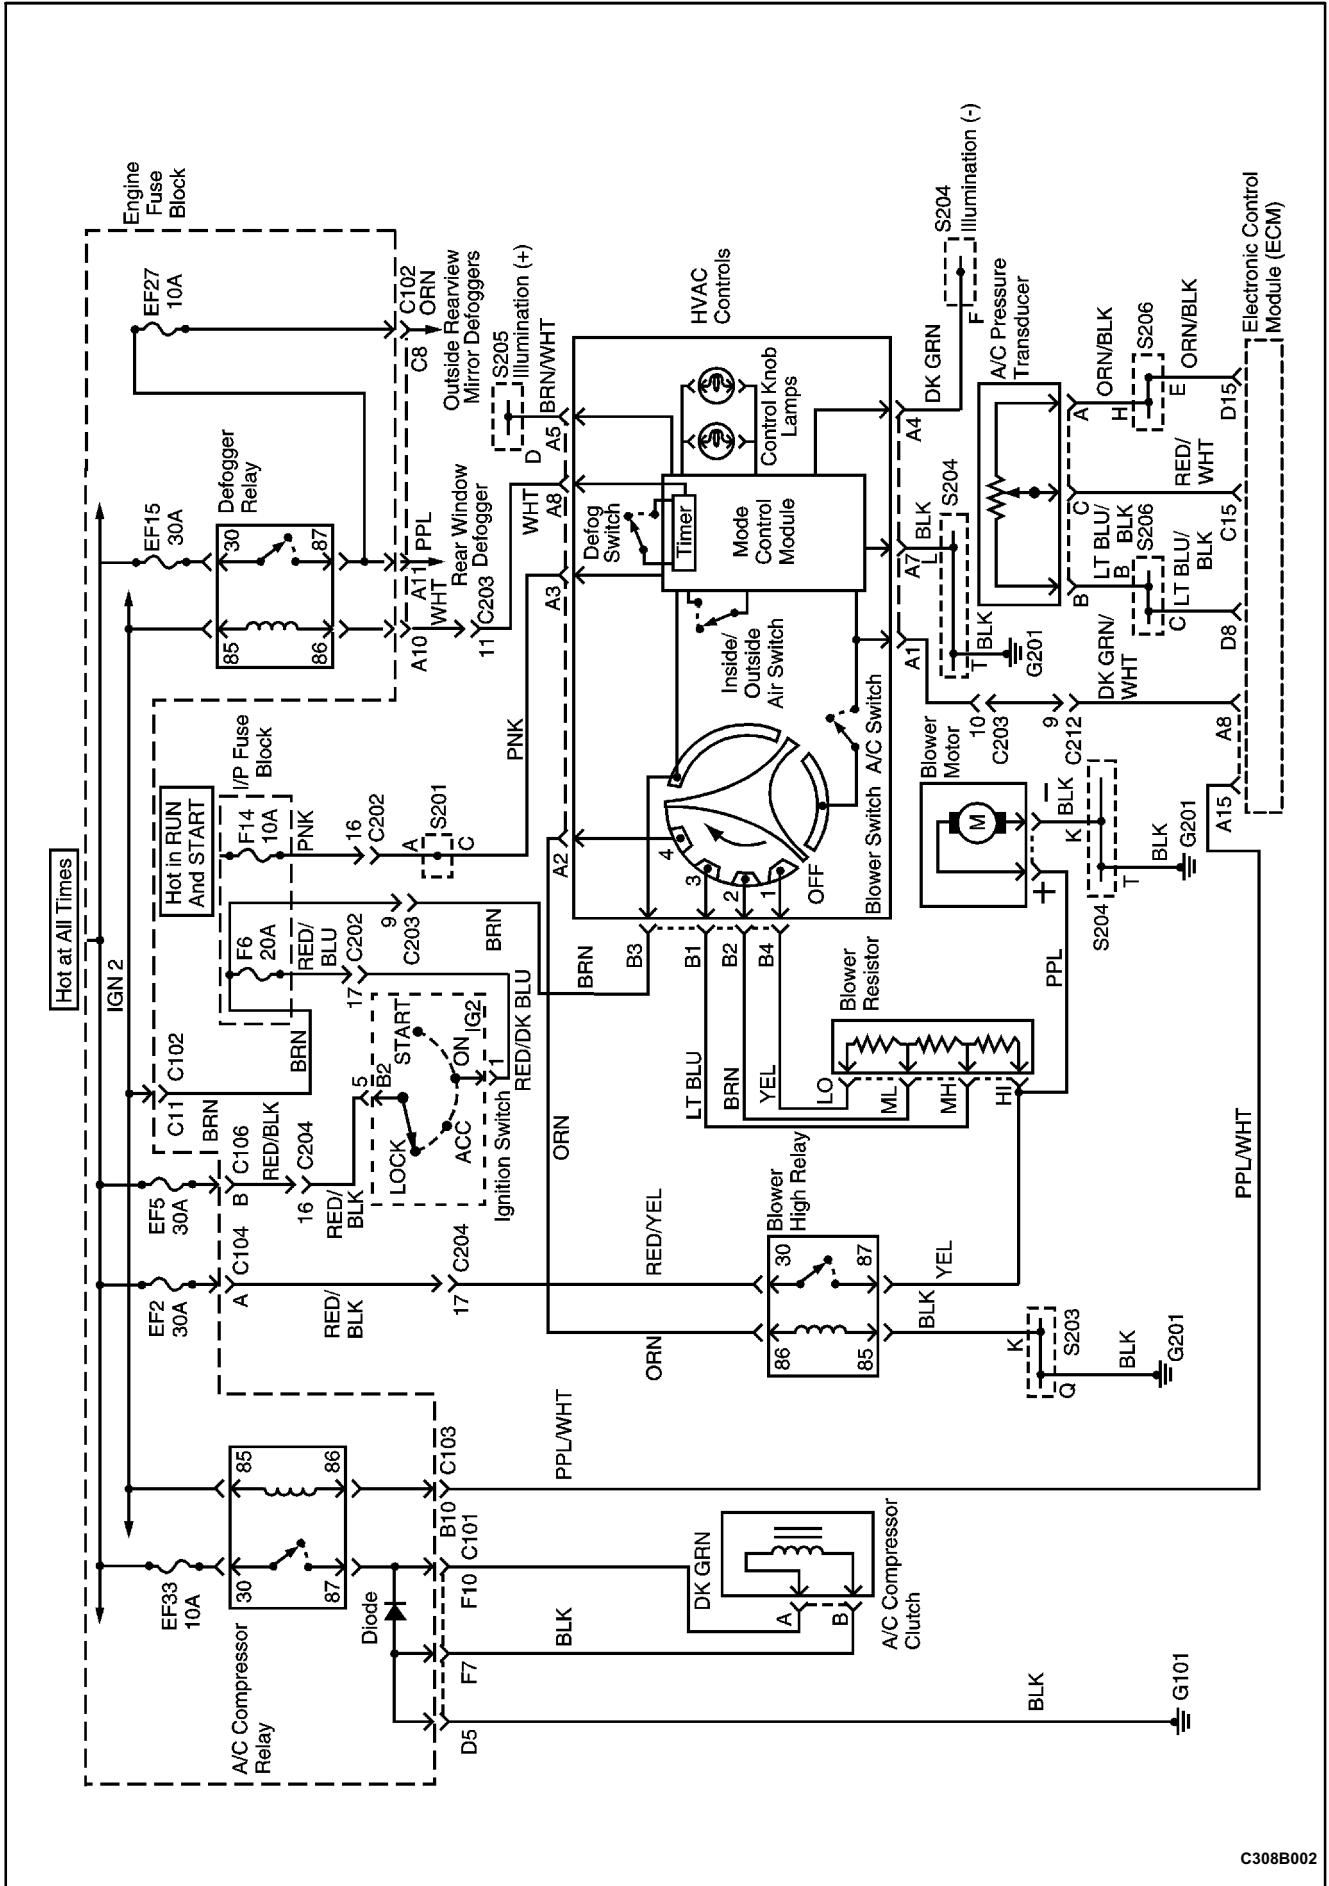 Hot at All Times
IGN 2
Engine
Fuse
Block
EF33
10A
EF2
30A
EF5
30A
EF15
30A
EF27
10A
A/C Compressor
Relay
30
87
85
86
Diode
C11
C102
BRN
BRN
Hot in RUN
And START
I/P Fuse
Block
F6
20A
F14
10A
Defogger
Relay
85
86
30
87
D5
F7
F10
C101
B10
C103
A
C104
B
C106
RED/BLK
16
C204
RED/
BLK
RED/
BLK
17
C204
5
B2
START
LOCK
ACC
ON
IG2
1
Ignition Switch
RED/DK BLU
RED/
BLU
17
C202
9
C203
BRN
PNK
16
C202
A
S201
C
PNK
A10
WHT
A11
PPL
Rear Window
Defogger
11
C203
WHT
C8
C102
ORN
Outside Rearview
Mirror Defoggers
S205
Illumination (+)
D
BRN/WHT
BLK
DK GRN
PPL/WHT
ORN
ORN
RED/YEL
BRN
A2
A3
A8
A5
HVAC
Controls
Defog
Switch
Timer
Mode
Control
Module
Control Knob
Lamps
Inside/
Outside
Air Switch
A/C Switch
Blower Switch
4
3
2
1
OFF
B3
B1
B2
B4
LT BLU
BRN
YEL
A1
A7
A4
A
B
A/C Compressor
Clutch
Blower
High Relay
86
85
30
87
BLK
YEL
Blower
Resistor
LO
ML
MH
HI
PPL
Blower
Motor
M
+
–
BLK
K
S204
T
BLK
G201
K
S203
Q
BLK
G201
BLK
L
S204
T
BLK
G201
DK GRN
F
S204
Illumination (-)
A/C Pressure
Transducer
B
C
A
LT BLU/
BLK
B
S206
C
LT BLU/
BLK
RED/
WHT
ORN/BLK
H
S206
E
ORN/BLK
10
C203
9
C212
DK GRN/
WHT
A15
A8
D8
C15
D15
Electronic Control
Module (ECM)
PPL/WHT
BLK
G101
C308B002